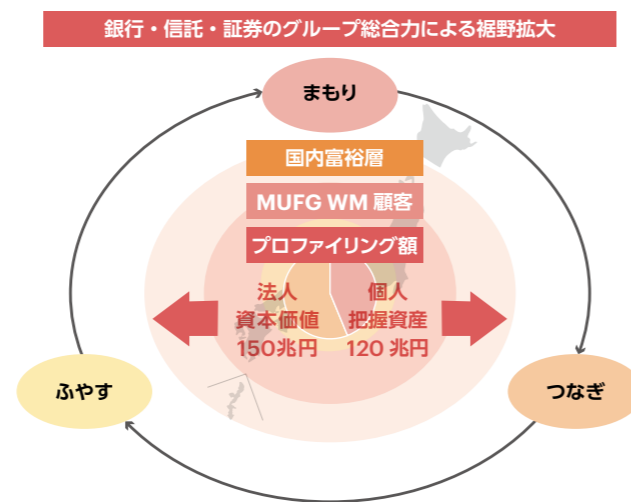 銀行・信託・証券のグループ総合力による裾野拡大
まもり
国内富裕層
MUFG WM 顧客
プロファイリング額
法人
資本価値
150兆円
個人
把握資産
120 兆円
ふやす
つなぎ